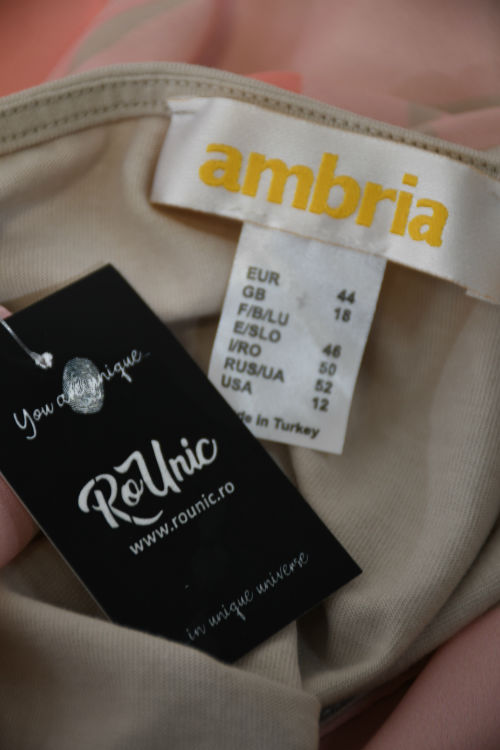 ambria
EUR 44
GB 18
F/B/LU
E/SLO 46
I/RO 50
RUS/UA 52
USA 12
in Turkey
You are unique
RoUnic
www.rounic.ro
in unique universe